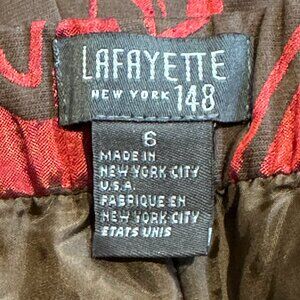 LAFAYETTE
NEW YORK 148
6
MADE IN
NEW YORK CITY
U.S.A.
FABRIQUE EN
NEW YORK CITY
ETATS UNIS